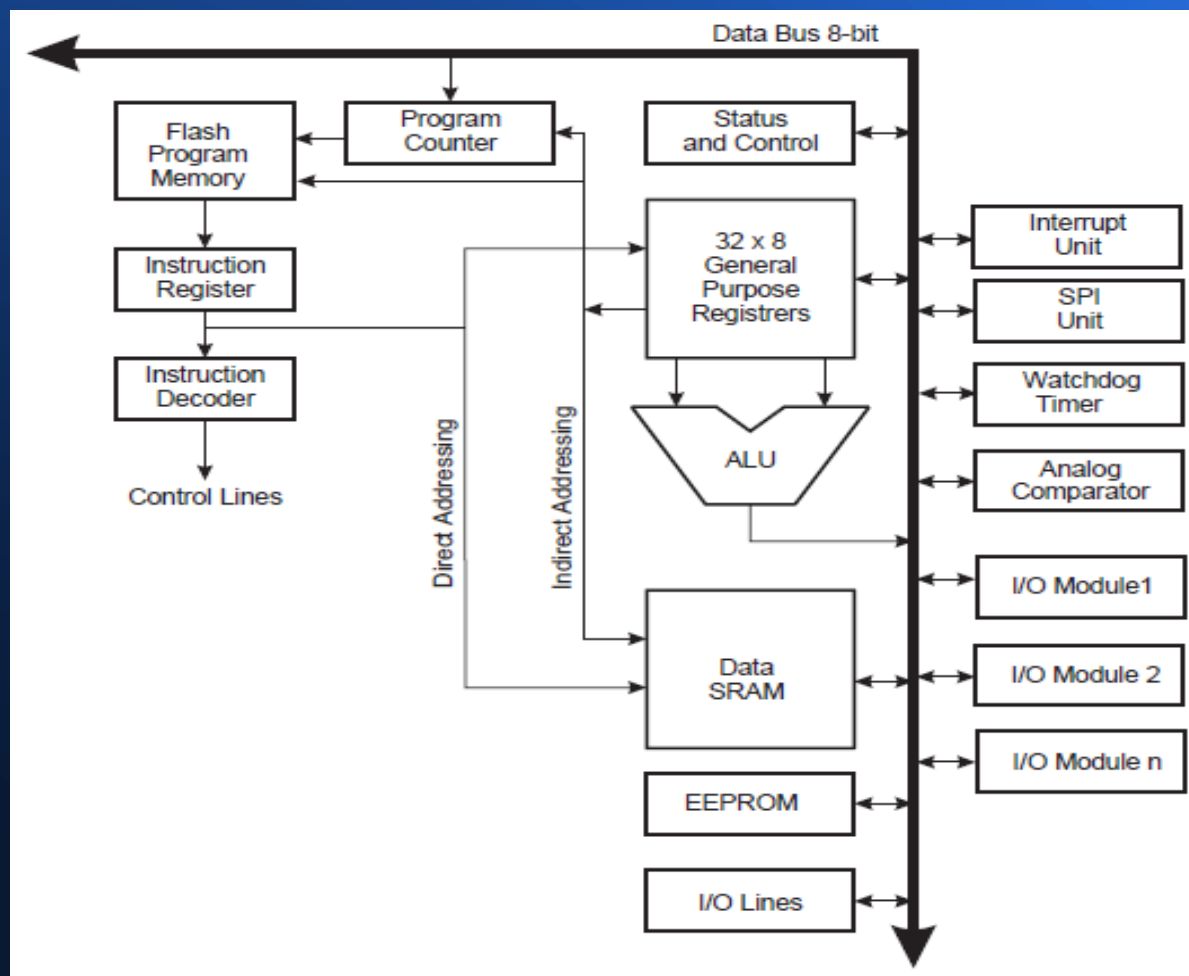 Data Bus 8-bit
Flash
Program
Memory
Program
Counter
Status
and Control
Instruction
Register
32 x 8
General
Purpose
Registrers
Instruction
Decoder
Control Lines
Direct Addressing
Indirect Addressing
ALU
Data
SRAM
EEPROM
I/O Lines
Interrupt
Unit
SPI
Unit
Watchdog
Timer
Analog
Comparator
I/O Module1
I/O Module 2
I/O Module n